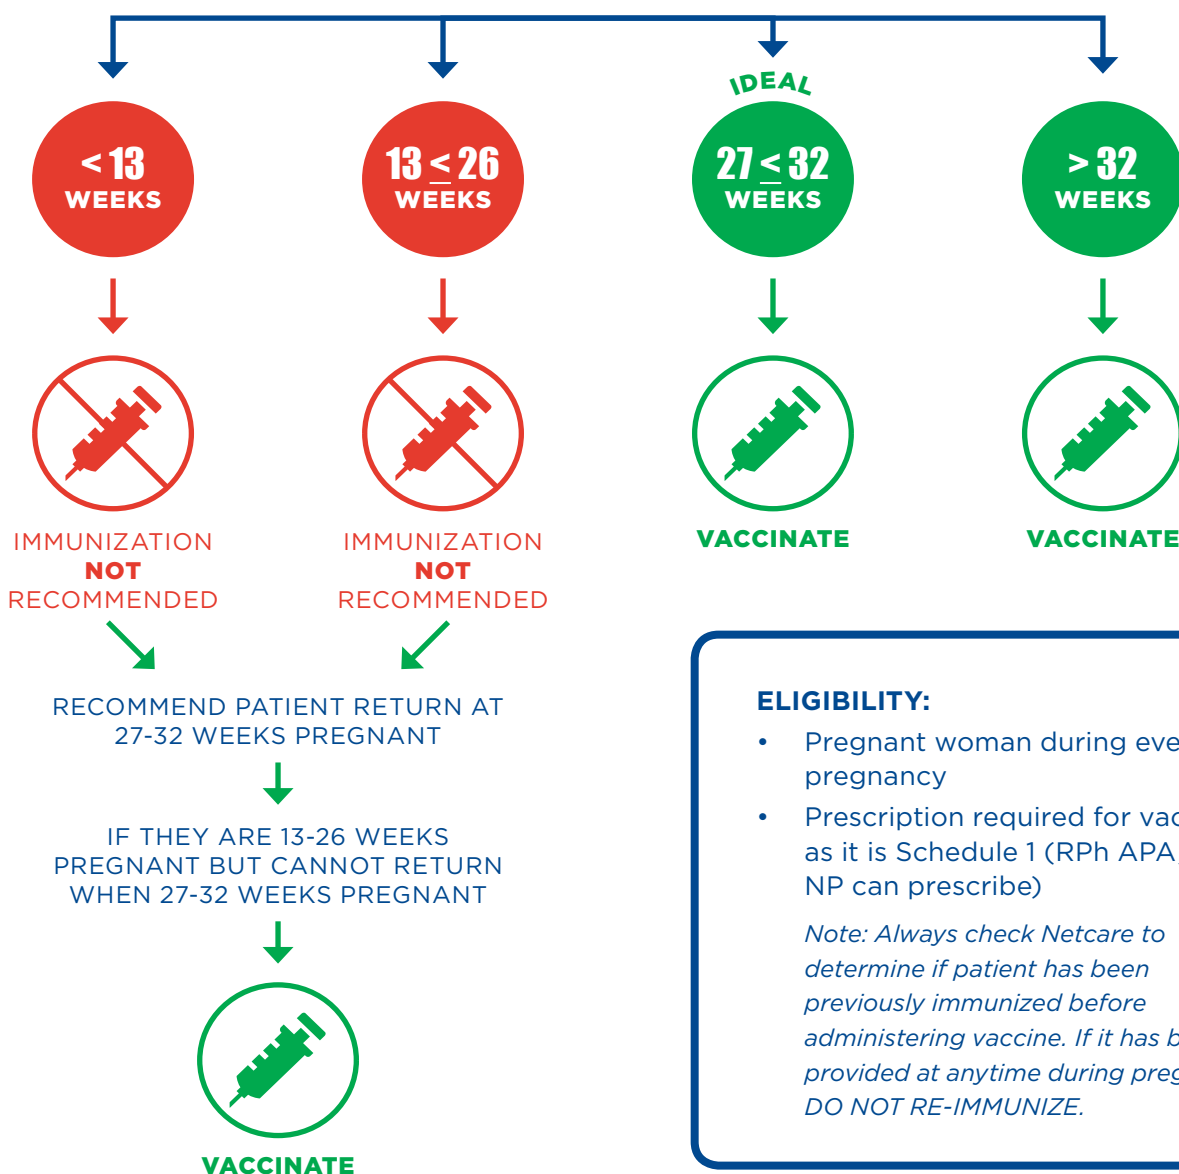 IDEAL
< 13
WEEKS
13 ≤ 26
WEEKS
27 ≤ 32
WEEKS
> 32
WEEKS
IMMUNIZATION
NOT
RECOMMENDED
IMMUNIZATION
NOT
RECOMMENDED
VACCINATE
VACCINATE
RECOMMEND PATIENT RETURN AT
27-32 WEEKS PREGNANT
IF THEY ARE 13-26 WEEKS
PREGNANT BUT CANNOT RETURN
WHEN 27-32 WEEKS PREGNANT
VACCINATE
ELIGIBILITY:
• Pregnant woman during
pregnancy
• Prescription required for
as it is Schedule 1 (RPh APA
NP can prescribe)
Note: Always check Netcare to
determine if patient has been
previously immunized before
administering vaccine. If it has
provided at anytime during
DO NOT RE-IMMUNIZE.